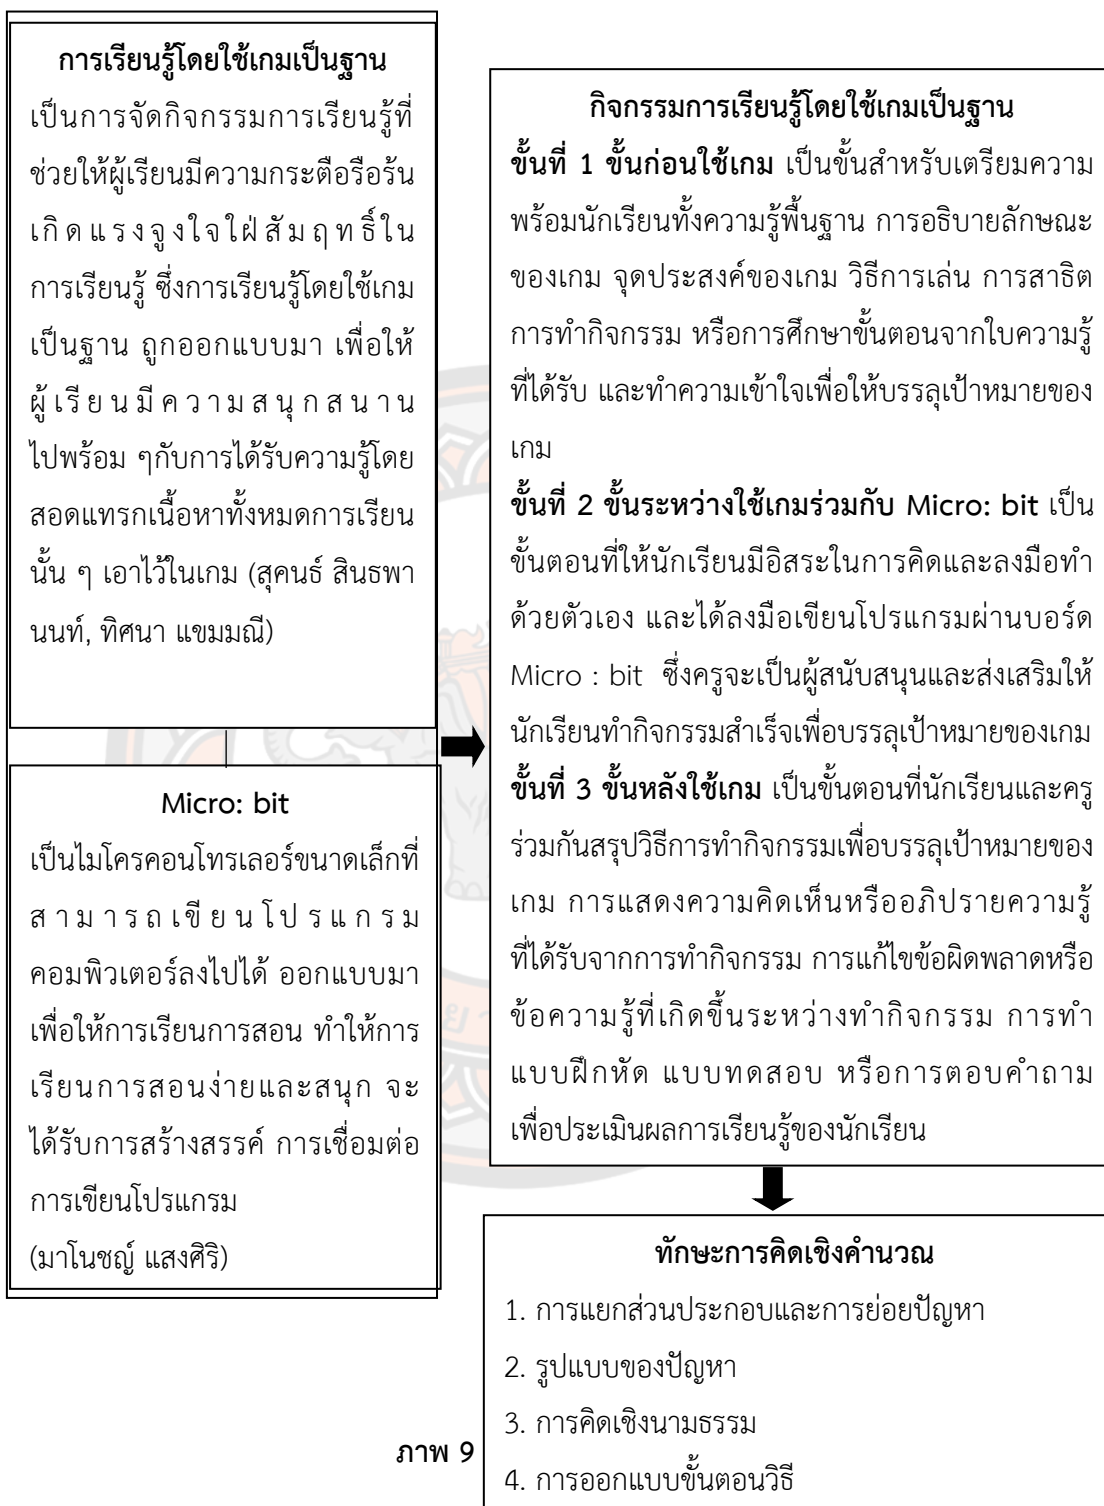 การเรียนรู้โดยใช้เกมเป็นฐาน
เป็นการจัดกิจกรรมการเรียนรู้ที่
ช่วยให้ผู้เรียนมีความกระตือรือร้น
เกิดแรงจูงใจใฝ่สัมฤทธิ์ใน
การเรียนรู้ ซึ่งการเรียนรู้โดยใช้เกม
เป็นฐาน ถูกออกแบบมา เพื่อให้
ผู้เรียนมีความสนุกสนาน
ไปพร้อม ๆกับการได้รับความรู้โดย
สอดแทรกเนื้อหาทั้งหมดการเรียน
นั้น ๆ เอาไว้ในเกม (สุคนธ์ สินธพา
นนท์, ทิศนา แขมมณี)
Micro: bit
เป็นไมโครคอนโทรเลอร์ขนาดเล็กที่
สามารถเขียนโปรแกรม
คอมพิวเตอร์ลงไปได้ ออกแบบมา
เพื่อให้การเรียนการสอน ทำให้การ
เรียนการสอนง่ายและสนุก จะ
ได้รับการสร้างสรรค์ การเชื่อมต่อ
การเขียนโปรแกรม
(มาโนชญ์ แสงศิริ)
กิจกรรมการเรียนรู้โดยใช้เกมเป็นฐาน
ขั้นที่ 1 ขั้นก่อนใช้เกม เป็นขั้นสำหรับเตรียมความ
พร้อมนักเรียนทั้งความรู้พื้นฐาน การอธิบายลักษณะ
ของเกม จุดประสงค์ของเกม วิธีการเล่น การสาธิต
การทำกิจกรรม หรือการศึกษาขั้นตอนจากใบความรู้
ที่ได้รับ และทำความเข้าใจเพื่อให้บรรลุเป้าหมายของ
เกม
ขั้นที่ 2 ขั้นระหว่างใช้เกมร่วมกับ Micro: bit เป็น
ขั้นตอนที่ให้นักเรียนมีอิสระในการคิดและลงมือทำ
ด้วยตัวเอง และได้ลงมือเขียนโปรแกรมผ่านบอร์ด
Micro : bit ซึ่งครูจะเป็นผู้สนับสนุนและส่งเสริมให้
นักเรียนทำกิจกรรมสำเร็จเพื่อบรรลุเป้าหมายของเกม
ขั้นที่ 3 ขั้นหลังใช้เกม เป็นขั้นตอนที่นักเรียนและครู
ร่วมกันสรุปวิธีการทำกิจกรรมเพื่อบรรลุเป้าหมายของ
เกม การแสดงความคิดเห็นหรืออภิปรายความรู้
ที่ได้รับจากการทำกิจกรรม การแก้ไขข้อผิดพลาดหรือ
ข้อความรู้ที่เกิดขึ้นระหว่างทำกิจกรรม การทำ
แบบฝึกหัด แบบทดสอบ หรือการตอบคำถาม
เพื่อประเมินผลการเรียนรู้ของนักเรียน
ทักษะการคิดเชิงคำนวณ
1. การแยกส่วนประกอบและการย่อยปัญหา
2. รูปแบบของปัญหา
3. การคิดเชิงนามธรรม
4. การออกแบบขั้นตอนวิธี
ภาพ 9